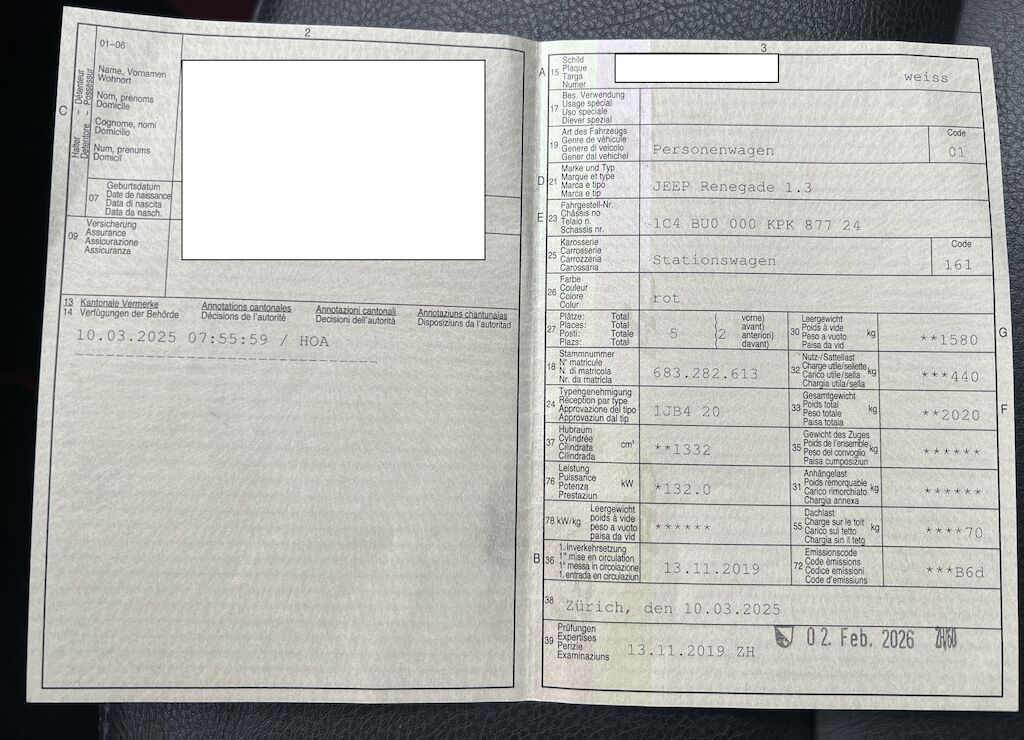 2
01–06
C
Halter – Détenteur
Detentore – Possessur
Name, Vornamen
Wohnort
Nom, prénoms
Domicile
Cognome, nomi
Domicilio
Num, prenums
Domicil
07
Geburtsdatum
Date de naissance
Data di nascita
Data da nasch.
09
Versicherung
Assurance
Assicurazione
Assicuranza
13
14
Kantonale Vermerke
Verfügungen der Behörde
Annotations cantonales
Décisions de l'autorité
Annotazioni cantonali
Decisioni dell'autorità
Annotaziuns chantunalas
Disposiziuns da l'autoritad
10.03.2025 07:55:59 / HOA
3
A 15
Schild
Plaque
Targa
Numer
weiss
17
Bes. Verwendung
Usage spécial
Uso speciale
Diever spezial
19
Art des Fahrzeugs
Genre de véhicule
Genere di veicolo
Gener dal vehichel
Personenwagen
Code
01
D 21
Marke und Typ
Marque et type
Marca e tipo
Marca e tip
JEEP Renegade 1.3
E 23
Fahrgestell-Nr.
Châssis no
Telaio n.
Schassis nr.
1C4 BU0 000 KPK 877 24
25
Karosserie
Carrosserie
Carrozzeria
Carossaria
Stationswagen
Code
161
26
Farbe
Couleur
Colore
Colur
rot
27
Plätze: Total
Places: Total
Posti: Totale
Plazs: Totale
5
(2
vorne)
avant)
anteriori)
davant)
30
Leergewicht
Poids à vide
Peso a vuoto
Paisa da vid
kg
**1580
G
18
Stammnummer
N° matricule
N. di matricola
Nr. da matricla
683.282.613
32
Nutz-/Sattellast
Charge utile/sellette
Carico utile/sella
Chargia utila/sella
kg
***440
24
Typengenehmigung
Réception par type
Approvazione del tipo
Approvaziun dal tip
1JB4 20
33
Gesamtgewicht
Poids total
Peso totale
Paisa totala
kg
**2020
F
37
Hubraum
Cylindrée
Cilindrata
Cilindrada
cm³
**1332
35
Gewicht des Zuges
Poids de l'ensemble
Peso del convoglio
Paisa cumposiziun
kg
******
76
Leistung
Puissance
Potenza
Prestaziun
kW
*132.0
31
Anhängelast
Poids remorquable
Carico rimorchiato
Chargia annexa
kg
******
78 kW/kg
Leergewicht
poids à vide
peso a vuoto
paisa da vid
******
55
Dachlast
Charge sur le toit
Carico sul tetto
Chargia sin il tetg
kg
****70
B 36
1. Inverkehrsetzung
1re mise en circulation
1a messa in circolazione
1. entrada en circulaziun
13.11.2019
72
Emissionscode
Code émissions
Codice emissioni
Code d'emissiuns
***B6d
38
Zürich, den 10.03.2025
39
Prüfungen
Expertises
Perizie
Examinaziuns
13.11.2019 ZH
02. Feb. 2026